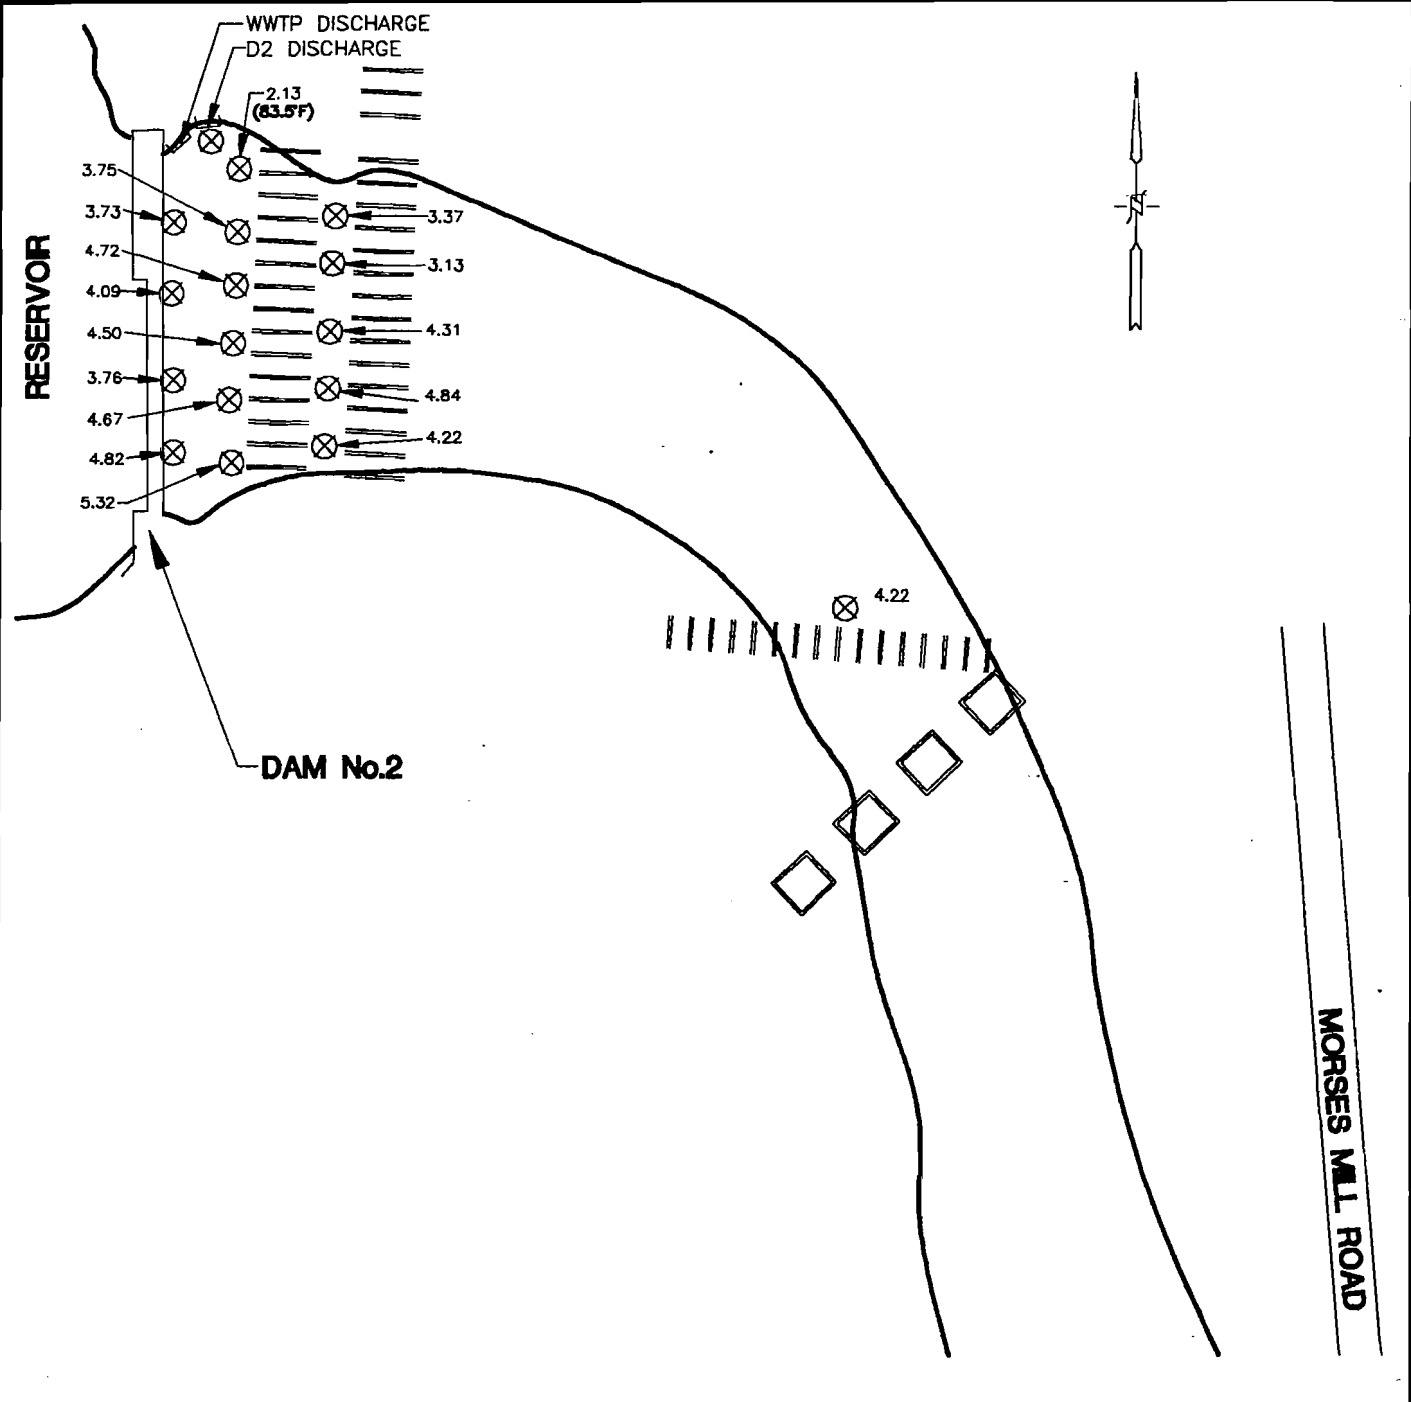 WWTP DISCHARGE
D2 DISCHARGE
2.13
(83.5°F)
3.75
3.73
4.72
4.09
4.50
3.76
4.67
4.82
5.32
3.37
3.13
4.31
4.84
4.22
RESERVOIR
N
4.22
DAM No.2
MORSES MILL ROAD